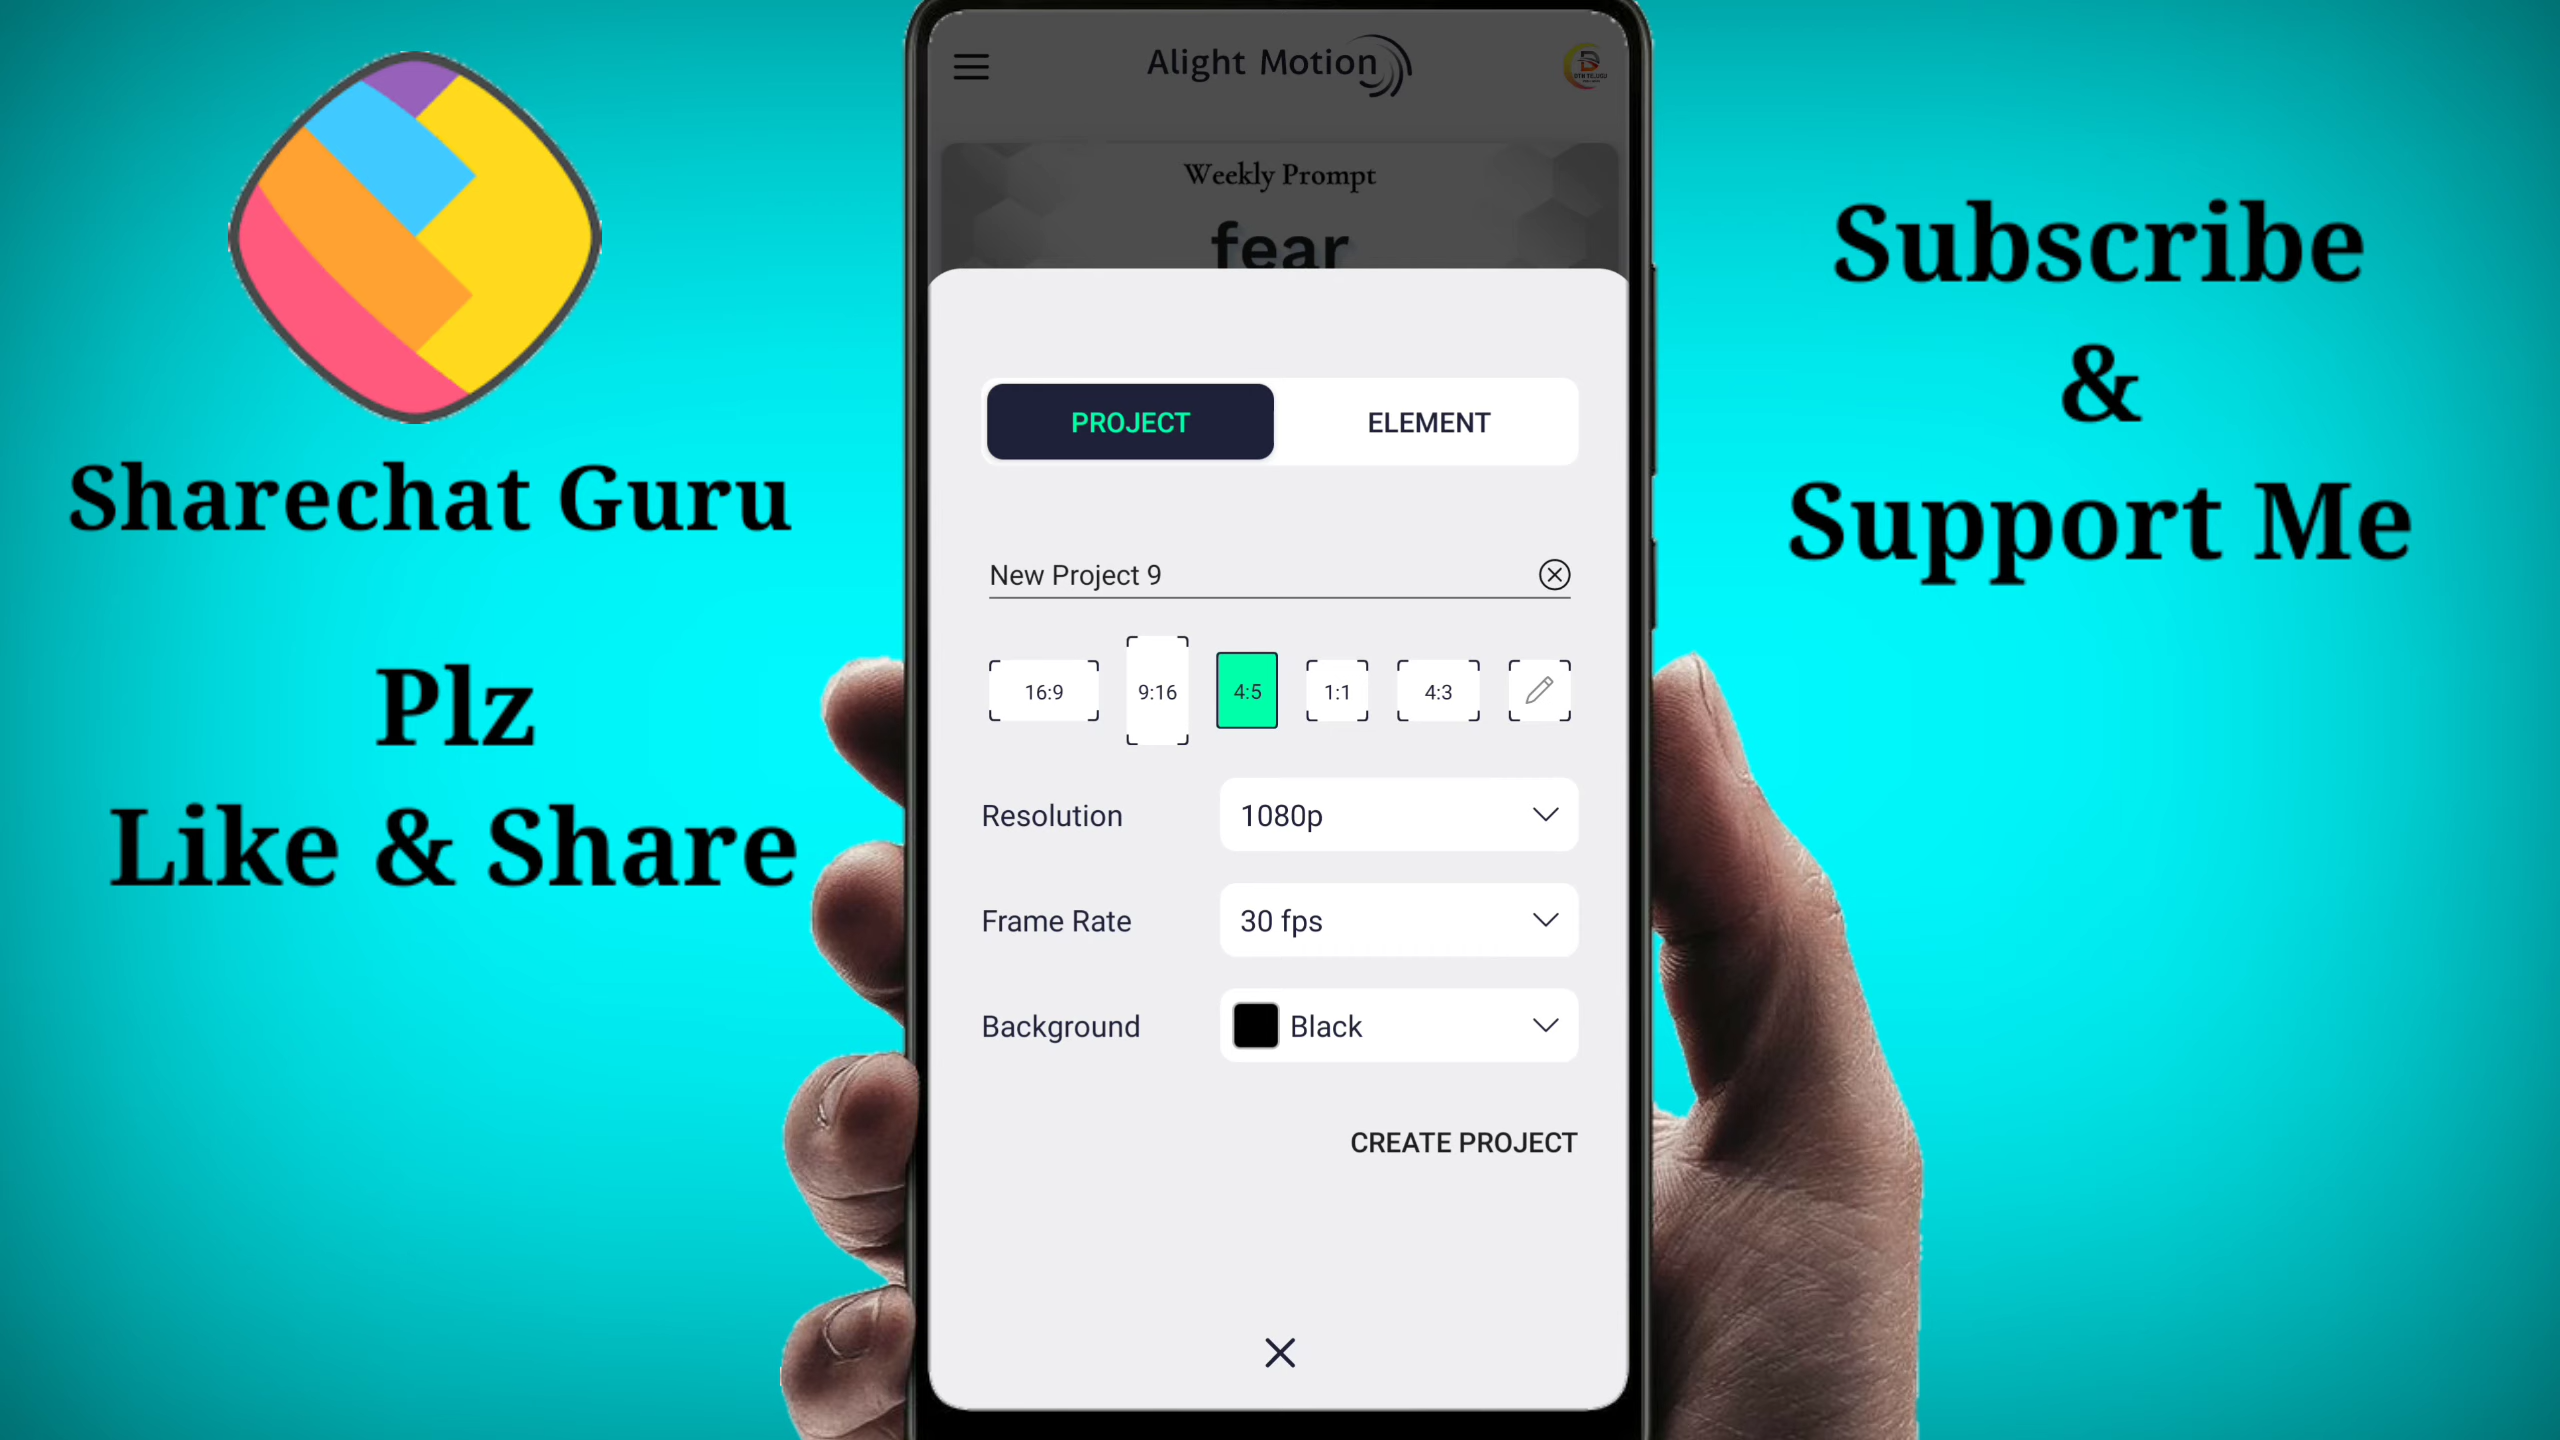 Alight Motion
Weekly Prompt
fear
PROJECT
ELEMENT
New Project 9
16:9
9:16
4:5
1:1
4:3
Resolution
1080p
Frame Rate
30 fps
Background
Black
CREATE PROJECT
Sharechat Guru
Plz
Like & Share
Subscribe
&
Support Me